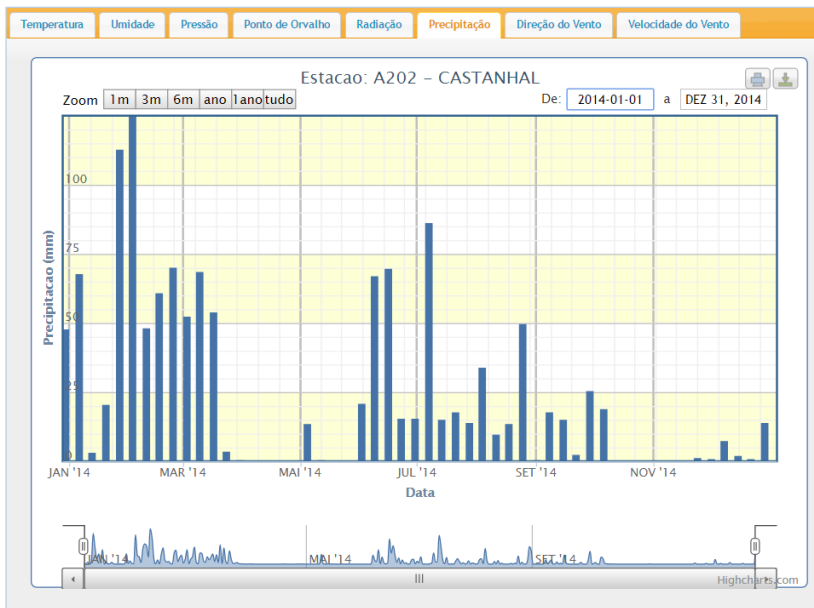 Temperatura Umidade Pressão Ponto de Orvalho Radiação Precipitação Direção do Vento Velocidade do Vento
Estacao: A202 – CASTANHAL
Zoom 1m 3m 6m ano 1ano tudo De: 2014-01-01 a DEZ 31, 2014
100
75
50
25
0
Precipitacao (mm)
JAN '14 MAR '14 MAI '14 JUL '14 SET '14 NOV '14
Data
JAN '14 MAI '14 SET '14
Highcharts.com